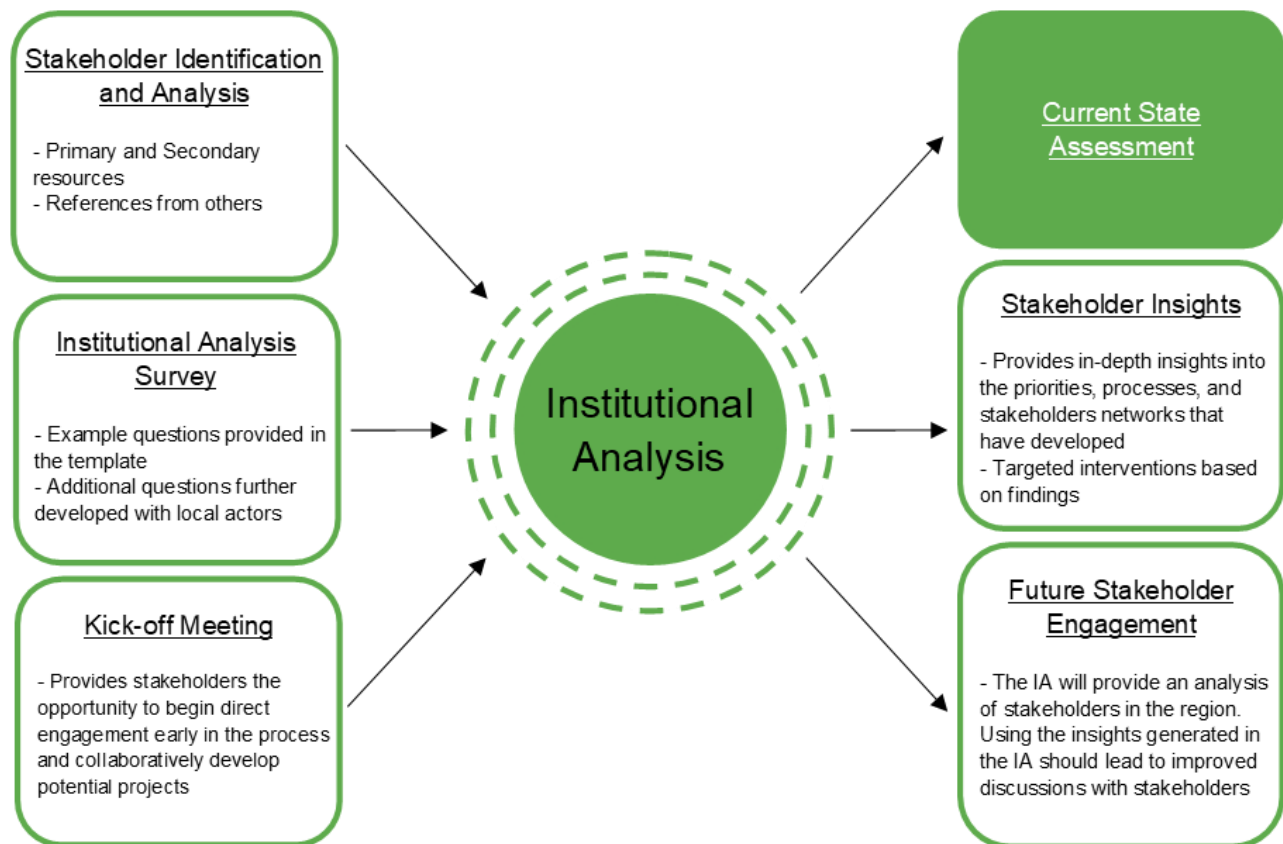 Stakeholder Identification
and Analysis
- Primary and Secondary
resources
- References from others
Institutional Analysis
Survey
- Example questions provided in
the template
- Additional questions further
developed with local actors
Kick-off Meeting
- Provides stakeholders the
opportunity to begin direct
engagement early in the process
and collaboratively develop
potential projects
Institutional
Analysis
Current State
Assessment
Stakeholder Insights
- Provides in-depth insights into
the priorities, processes, and
stakeholders networks that
have developed
- Targeted interventions based
on findings
Future Stakeholder
Engagement
- The IA will provide an analysis
of stakeholders in the region.
Using the insights generated in
the IA should lead to improved
discussions with stakeholders